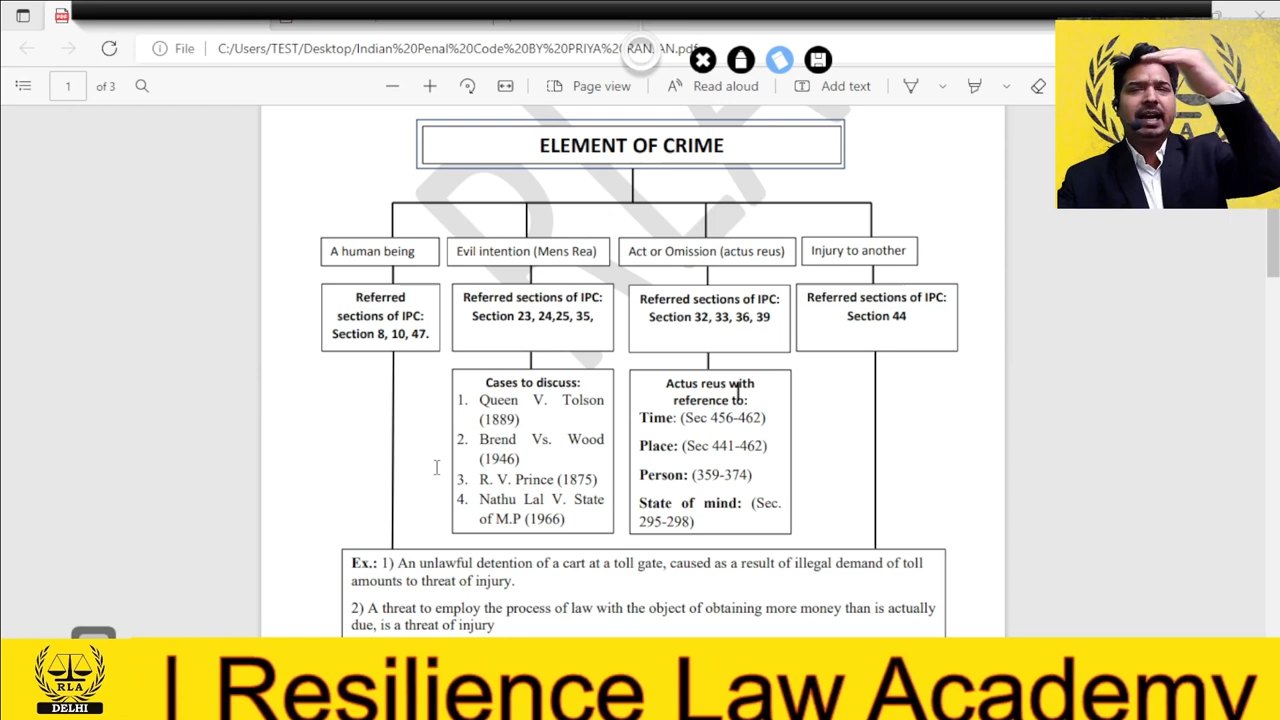 File
C:/Users/TEST/Desktop/Indian%20Penal%20Code%20BY%20PRIYA%20RANJAN.pdf
1 of 3
Page view
Read aloud
Add text
ELEMENT OF CRIME
A human being
Evil intention (Mens Rea)
Act or Omission (actus reus)
Injury to another
Referred
sections of IPC:
Section 8, 10, 47.
Referred sections of IPC:
Section 23, 24,25, 35,
Referred sections of IPC:
Section 32, 33, 36, 39
Referred sections of IPC:
Section 44
Cases to discuss:
1. Queen V. Tolson
(1889)
2. Brend Vs. Wood
(1946)
3. R. V. Prince (1875)
4. Nathu Lal V. State
of M.P (1966)
Actus reus with
reference to:
Time: (Sec 456-462)
Place: (Sec 441-462)
Person: (359-374)
State of mind: (Sec.
295-298)
Ex.: 1) An unlawful detention of a cart at a toll gate, caused as a result of illegal demand of toll
amounts to threat of injury.
2) A threat to employ the process of law with the object of obtaining more money than is actually
due, is a threat of injury
RLA
RLA
DELHI
| Resilience Law Academy